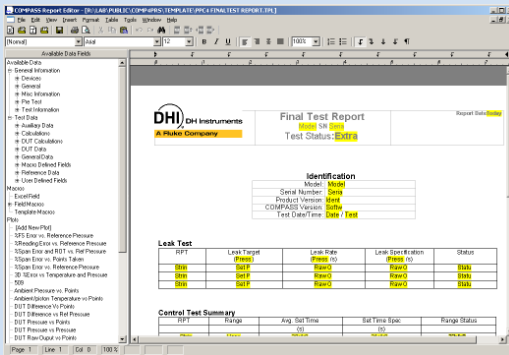 COMPASS Report Editor - [R:\LAB\PUBLIC\COMP4PRS\TEMPLATE\PPC4 FINALTEST REPORT.TPL]
File Edit View Insert Format Table Tools Window Help
[Normal] Arial 12 B I U 100%
Available Data Fields
Available Data
General Information
Devices
General
Misc Information
Per Test
Test Information
Test Data
Auxiliary Data
Calculations
DUT Calculations
DUT Data
General Data
Macro Defined Fields
Reference Data
User Defined Fields
Macros
Excel Field
Field Macros
Template Macros
Plots
[Add New Plot]
%FS Error vs. Reference Pressure
%Reading Error vs. Reference Pressure
%Span Error and RDT vs. Ref Pressure
%Span Error vs. Points Taken
%Span Error vs. Reference Pressure
3D %Error vs Temperature and Pressure
509
Ambient Pressure vs. Points
Ambient/piston Temperature vs Points
DUT Difference Vs Points
DUT Difference vs Ref Pressure
DUT Pressure vs Points
DUT Pressure vs Pressure
DUT Raw Ouput vs Points
DHI DH Instruments
A Fluke Company
Final Test Report
Model SN Seria
Test Status: Extra
Report Date today
Identification
Model: Model
Serial Number: Seria
Product Version: Ident
COMPASS Version: Softw
Test Date/Time: Date / Test
Leak Test
RPT Leak Target Leak Rate Leak Specification Status
(Press) (Press /s) (Press /s)
Strin Set P Raw O Raw O Statu
Strin Set P Raw O Raw O Statu
Control Test Summary
RPT Range Avg. Set Time Set Time Spec Range Status
(s) (s)
Page 1 Line 1 Col 0 100%